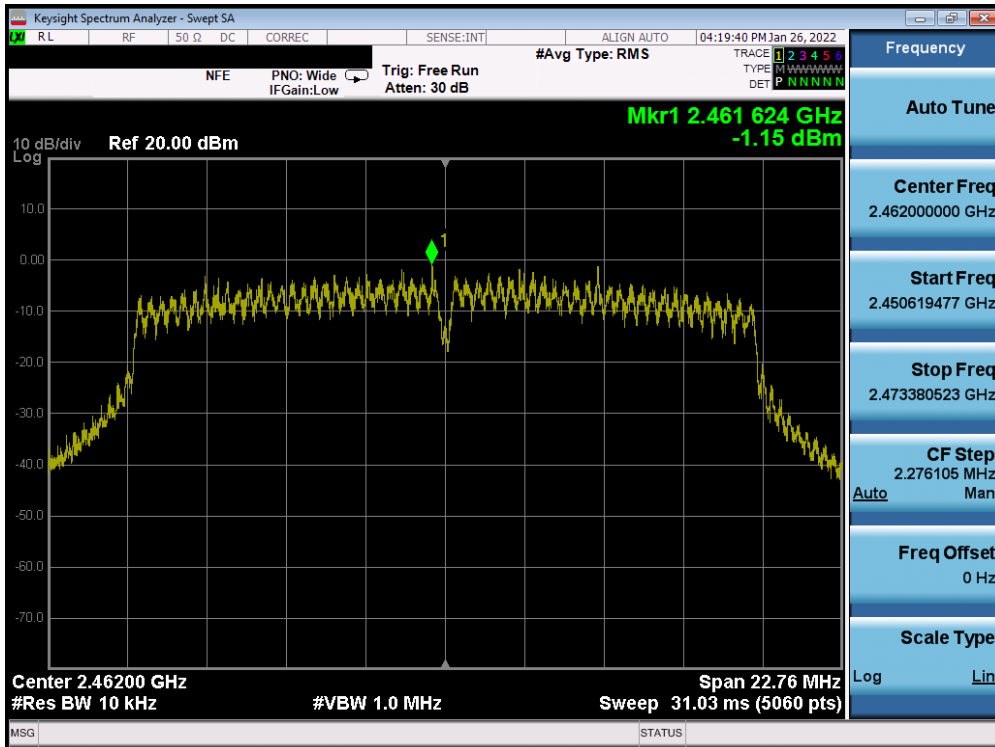 Keysight Spectrum Analyzer - Swept SA
LXI RL RF 50 Ω DC CORREC SENSE:INT ALIGN AUTO 04:19:40 PM Jan 26, 2022
#Avg Type: RMS
TRACE 1 2 3 4 5 6
TYPE M WWWWW
DET P N N N N N
NFE PNO: Wide Trig: Free Run
IFGain:Low Atten: 30 dB
Mkr1 2.461 624 GHz
-1.15 dBm
10 dB/div Ref 20.00 dBm
Log
10.0
0.00
-10.0
-20.0
-30.0
-40.0
-50.0
-60.0
-70.0
1
Center 2.46200 GHz Span 22.76 MHz
#Res BW 10 kHz #VBW 1.0 MHz Sweep 31.03 ms (5060 pts)
MSG STATUS
Frequency
Auto Tune
Center Freq
2.462000000 GHz
Start Freq
2.450619477 GHz
Stop Freq
2.473380523 GHz
CF Step
2.276105 MHz
Auto Man
Freq Offset
0 Hz
Scale Type
Log Lin